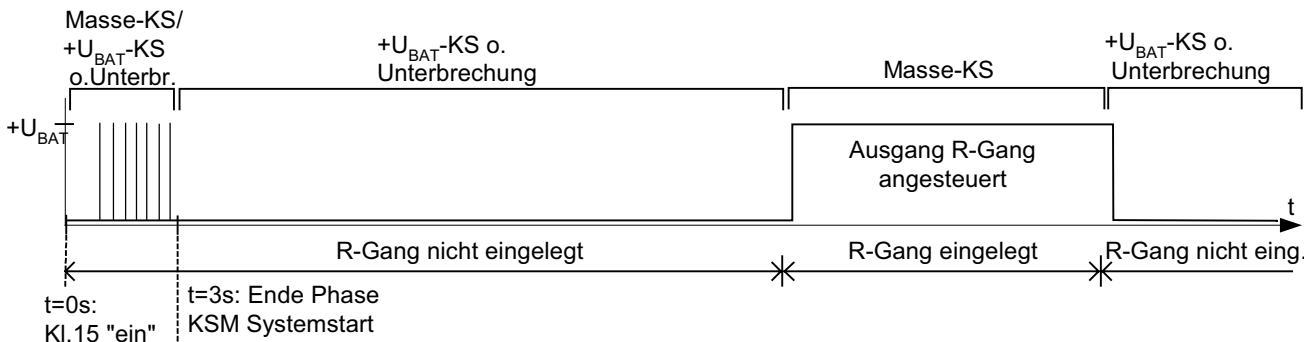 Masse-KS/
+UBAT-KS
o.Unterbr.
+UBAT-KS o.
Unterbrechung
Masse-KS
+UBAT-KS o.
Unterbrechung
+UBAT
Ausgang R-Gang
angesteuert
t
R-Gang nicht eingelegt
R-Gang eingelegt
R-Gang nicht eing.
t=0s:
Kl.15 "ein"
t=3s: Ende Phase
KSM Systemstart